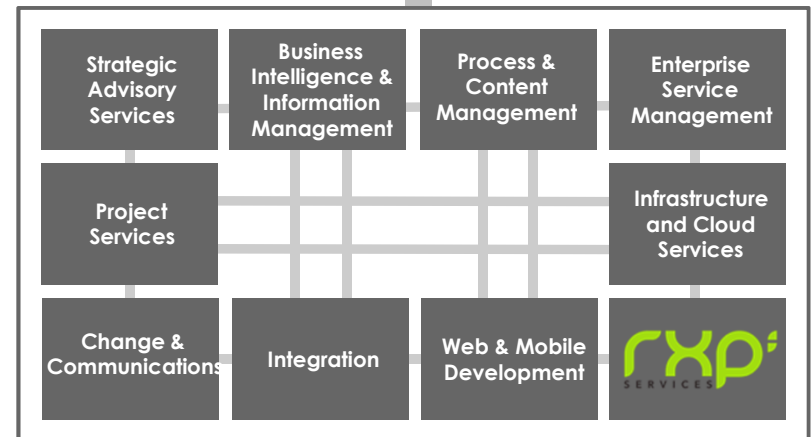 Strategic
Advisory
Services
Business
Intelligence &
Information
Management
Process &
Content
Management
Enterprise
Service
Management
Project
Services
Infrastructure
and Cloud
Services
Change &
Communications
Integration
Web & Mobile
Development
rxp
SERVICES